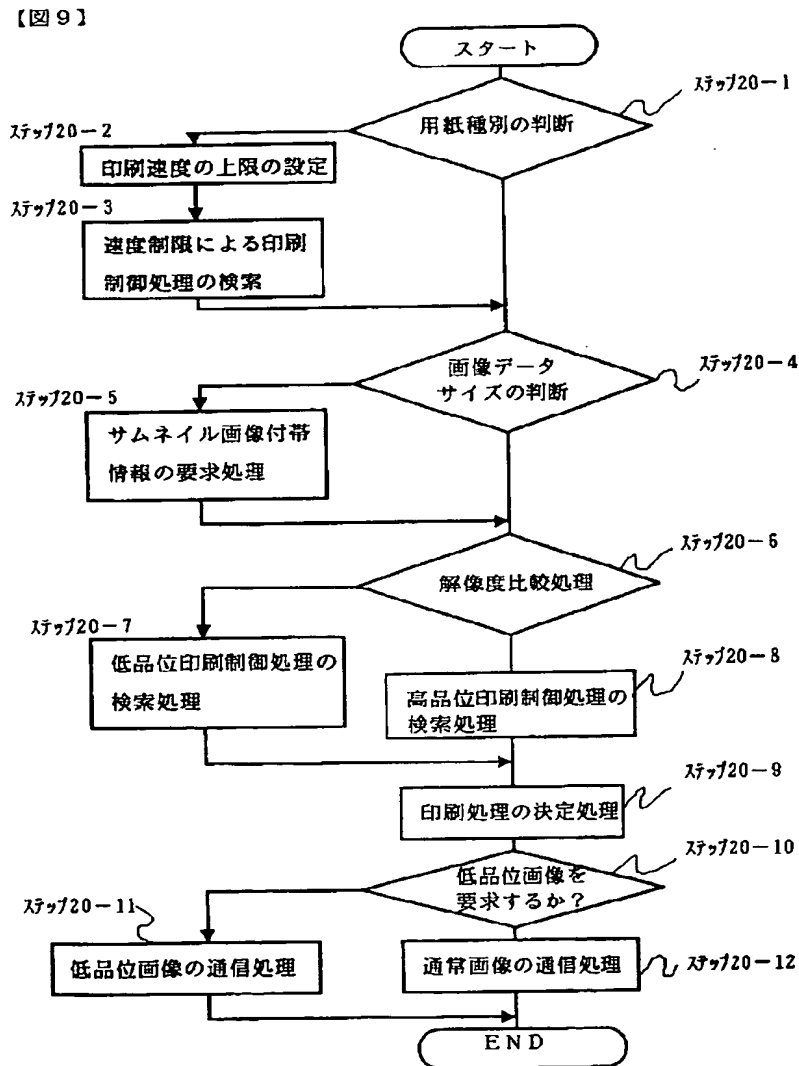 【図9】
スタート
ステップ20-1
用紙種別の判断
ステップ20-2
印刷速度の上限の設定
ステップ20-3
速度制限による印刷
制御処理の検索
ステップ20-4
画像データ
サイズの判断
ステップ20-5
サムネイル画像付帯
情報の要求処理
ステップ20-6
解像度比較処理
ステップ20-7
低品位印刷制御処理の
検索処理
ステップ20-8
高品位印刷制御処理の
検索処理
ステップ20-9
印刷処理の決定処理
ステップ20-10
低品位画像を
要求するか?
ステップ20-11
低品位画像の通信処理
通常画像の通信処理
ステップ20-12
END